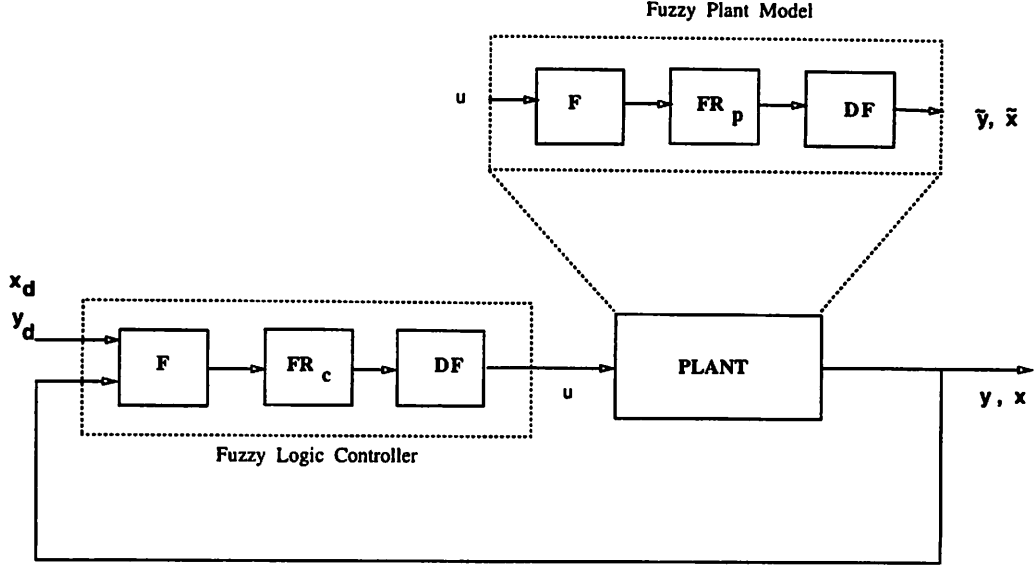 Fuzzy Plant Model
u
F
FR p
DF
ỹ, x̃
x d
y d
F
FR c
DF
u
PLANT
y , x
Fuzzy Logic Controller